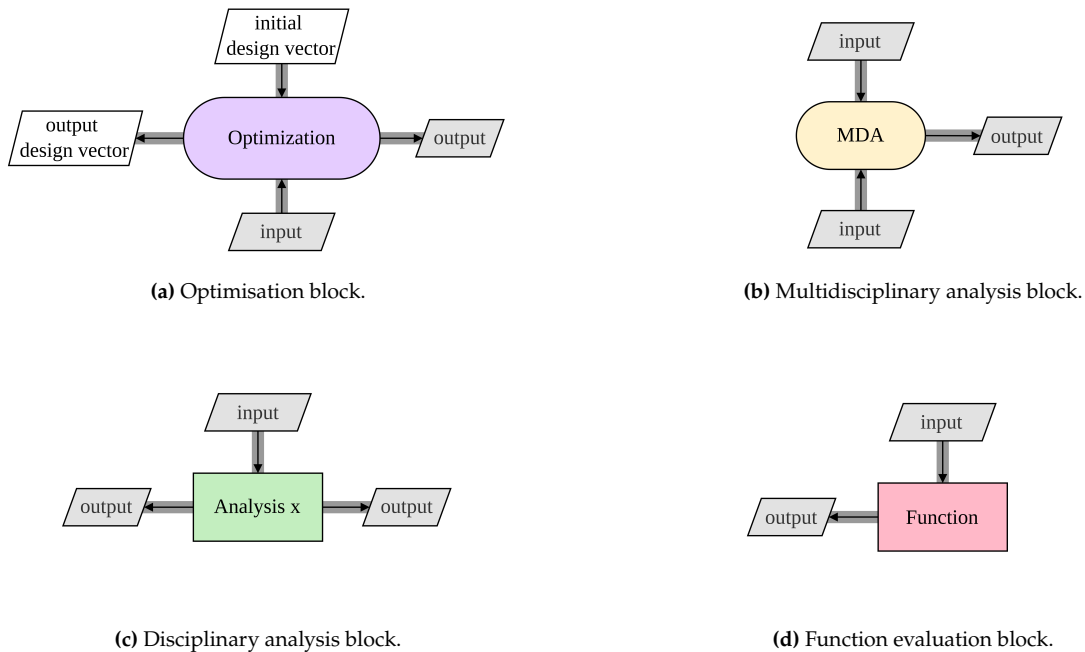 initial
design vector
output
design vector
Optimization
output
input
(a) Optimisation block.
input
MDA
output
input
(b) Multidisciplinary analysis block.
input
output
Analysis x
output
(c) Disciplinary analysis block.
input
output
Function
(d) Function evaluation block.